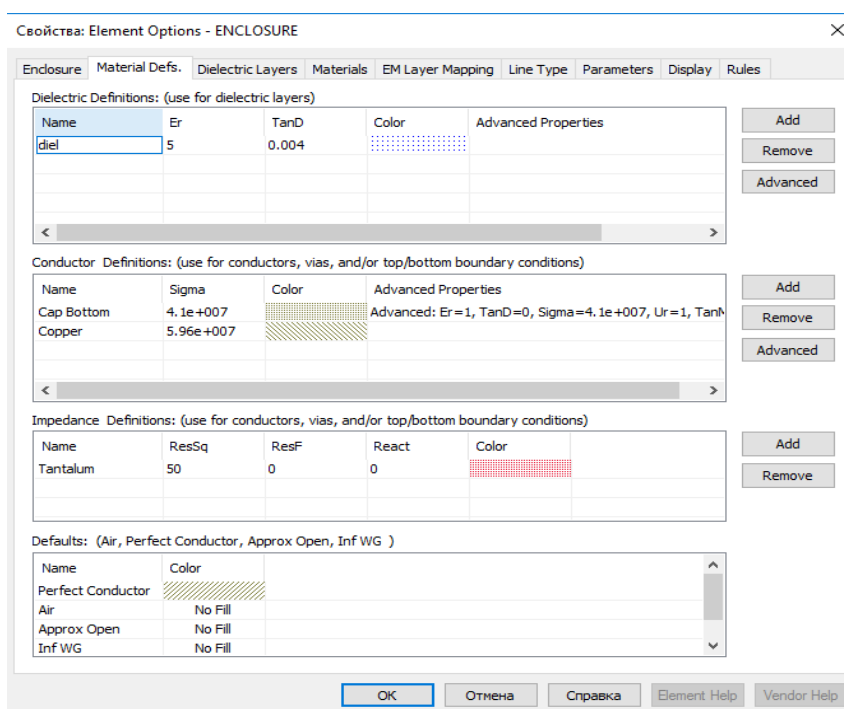 Свойства: Element Options - ENCLOSURE
Enclosure Material Defs. Dielectric Layers Materials EM Layer Mapping Line Type Parameters Display Rules
Dielectric Definitions: (use for dielectric layers)
Name Er TanD Color Advanced Properties
diel 5 0.004
Add
Remove
Advanced
Conductor Definitions: (use for conductors, vias, and/or top/bottom boundary conditions)
Name Sigma Color Advanced Properties
Cap Bottom 4.1e+007 Advanced: Er=1, TanD=0, Sigma=4.1e+007, Ur=1, TanM
Copper 5.96e+007
Add
Remove
Advanced
Impedance Definitions: (use for conductors, vias, and/or top/bottom boundary conditions)
Name ResSq ResF React Color
Tantalum 50 0 0
Add
Remove
Defaults: (Air, Perfect Conductor, Approx Open, Inf WG )
Name Color
Perfect Conductor
Air No Fill
Approx Open No Fill
Inf WG No Fill
OK Отмена Справка Element Help Vendor Help